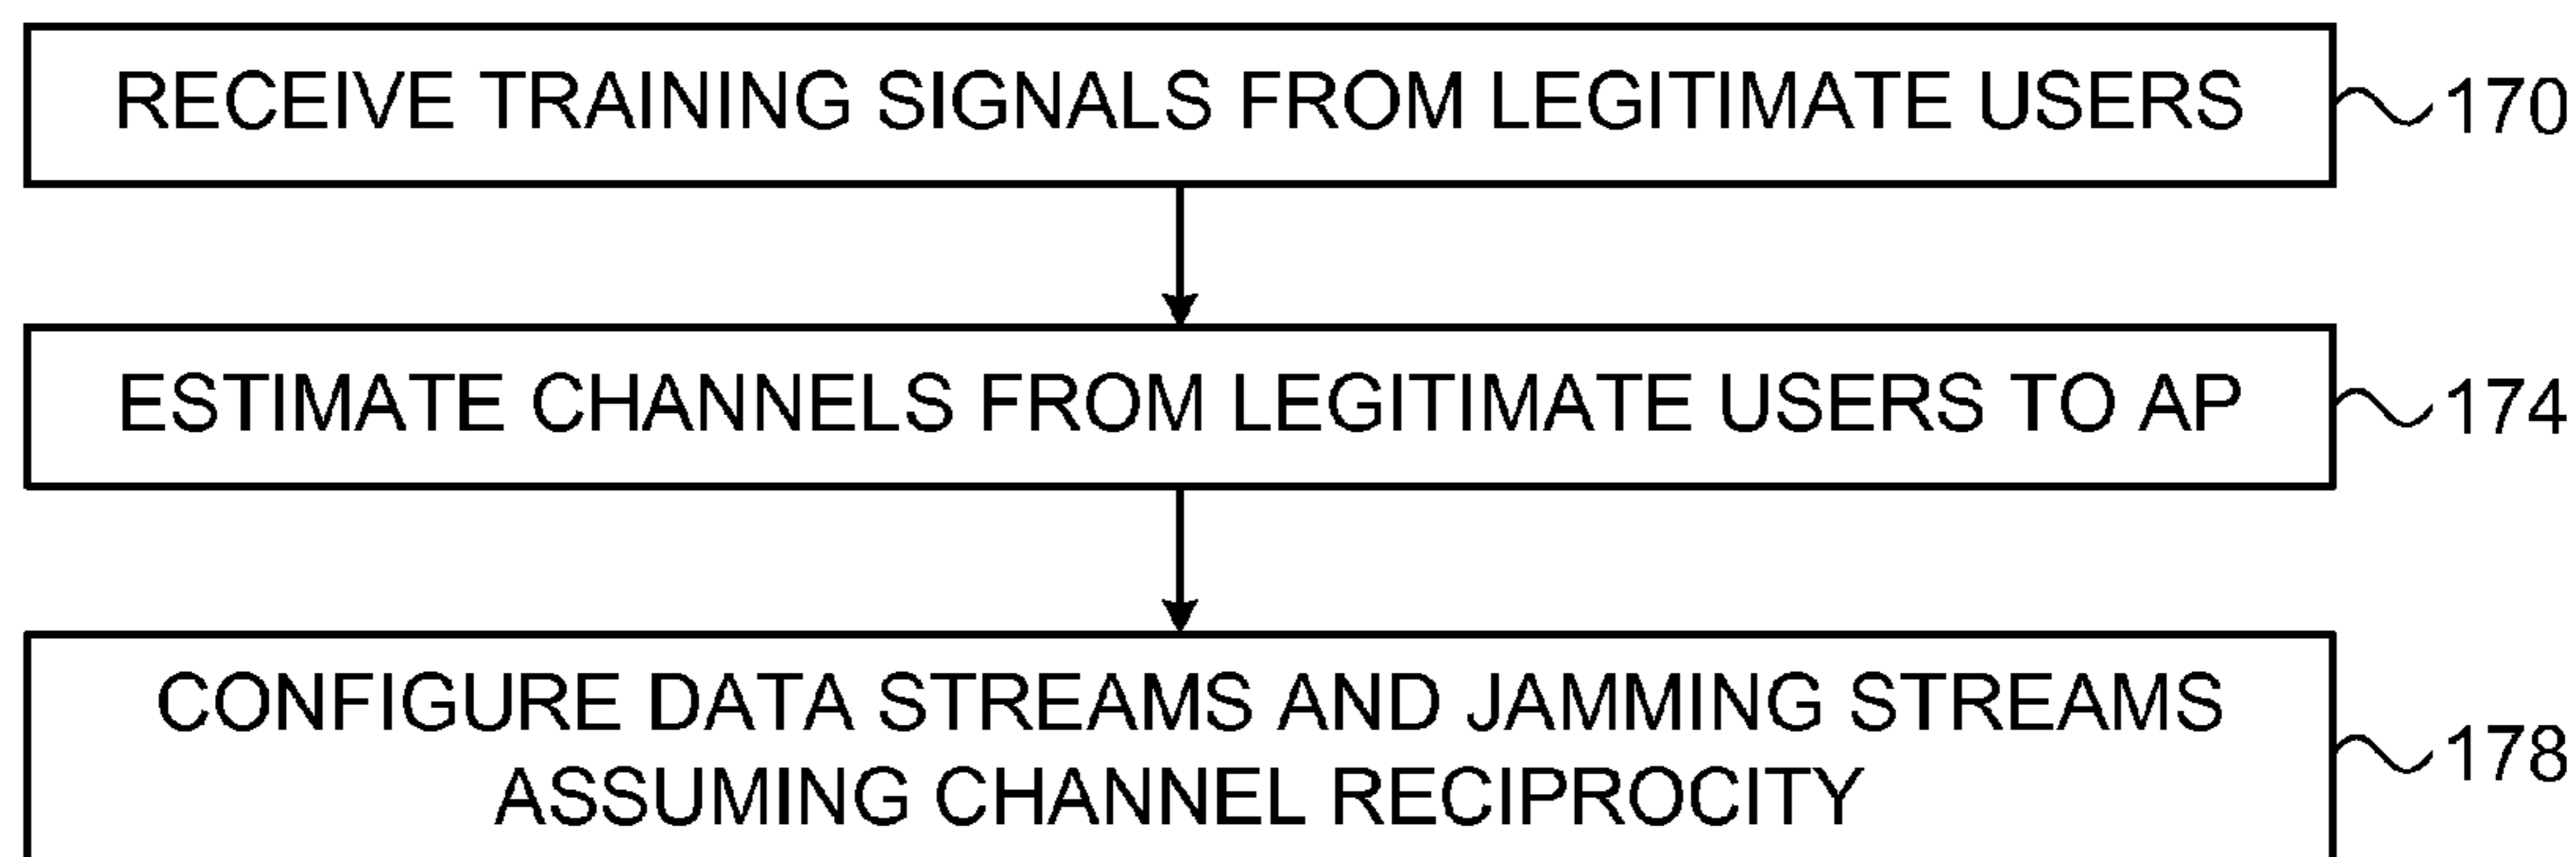 RECEIVE TRAINING SIGNALS FROM LEGITIMATE USERS
170
ESTIMATE CHANNELS FROM LEGITIMATE USERS TO AP
174
CONFIGURE DATA STREAMS AND JAMMING STREAMS
ASSUMING CHANNEL RECIPROCITY
178